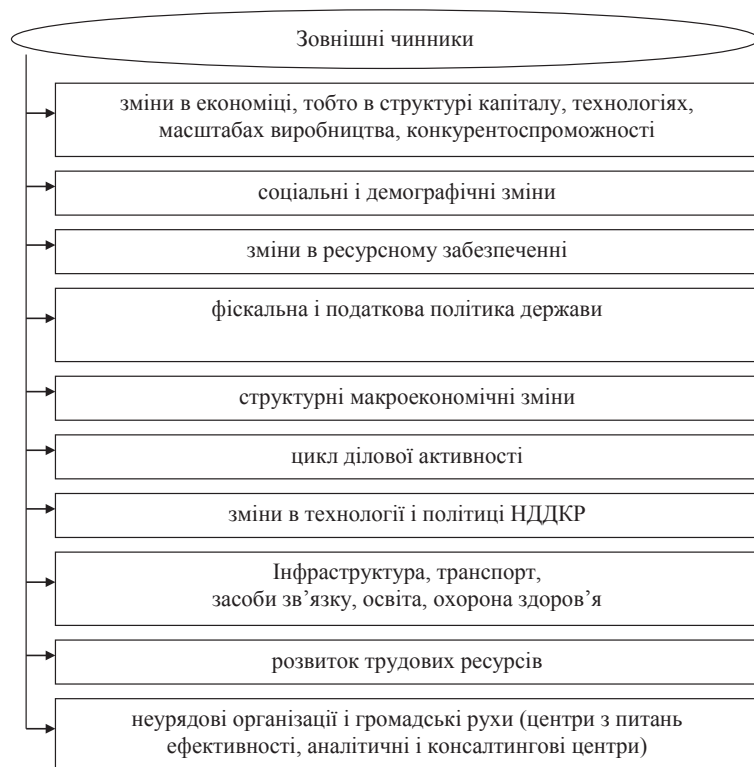 Зовнішні чинники
зміни в економіці, тобто в структурі капіталу, технологіях,
масштабах виробництва, конкурентоспроможності
соціальні і демографічні зміни
зміни в ресурсному забезпеченні
фіскальна і податкова політика держави
структурні макроекономічні зміни
цикл ділової активності
зміни в технології і політиці НДДКР
Інфраструктура, транспорт,
засоби зв’язку, освіта, охорона здоров’я
розвиток трудових ресурсів
неурядові організації і громадські рухи (центри з питань
ефективності, аналітичні і консалтингові центри)